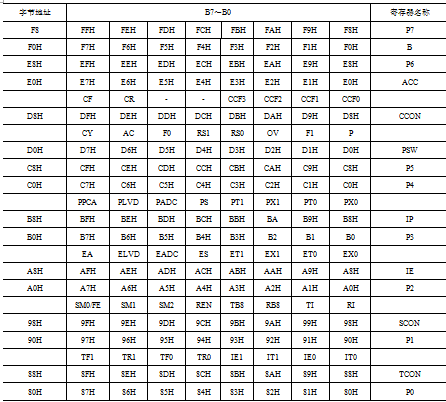 字节地址 B7～B0 寄存器名称
F8 FFH FEH FDH FCH FBH FAH F9H F8H P7
F0H F7H F6H F5H F4H F3H F2H F1H F0H B
E8H EFH EEH EDH ECH EBH EAH E9H E8H P6
E0H E7H E6H E5H E4H E3H E2H E1H E0H ACC
CF CR - - CCF3 CCF2 CCF1 CCF0
D8H DFH DEH DDH DCH DBH DAH D9H D8H CCON
CY AC F0 RS1 RS0 OV F1 P
D0H D7H D6H D5H D4H D3H D2H D1H D0H PSW
C8H CFH CEH CDH CCH CBH CAH C9H C8H P5
C0H C7H C6H C5H C4H C3H C2H C1H C0H P4
PPCA PLVD PADC PS PT1 PX1 PT0 PX0
B8H BFH BEH BDH BCH BBH BA B9H B8H IP
B0H B7H B6H B5H B4H B3H B2 B1 B0 P3
EA ELVD EADC ES ET1 EX1 ET0 EX0
A8H AFH AEH ADH ACH ABH AAH A9H A8H IE
A0H A7H A6H A5H A4H A3H A2H A1H A0H P2
SM0/FE SM1 SM2 REN TB8 RB8 TI RI
98H 9FH 9EH 9DH 9CH 9BH 9AH 99H 98H SCON
90H 97H 96H 95H 94H 93H 92H 91H 90H P1
TF1 TR1 TF0 TR0 IE1 IT1 IE0 IT0
88H 8FH 8EH 8DH 8CH 8BH 8AH 89H 88H TCON
80H 87H 86H 85H 84H 83H 82H 81H 80H P0